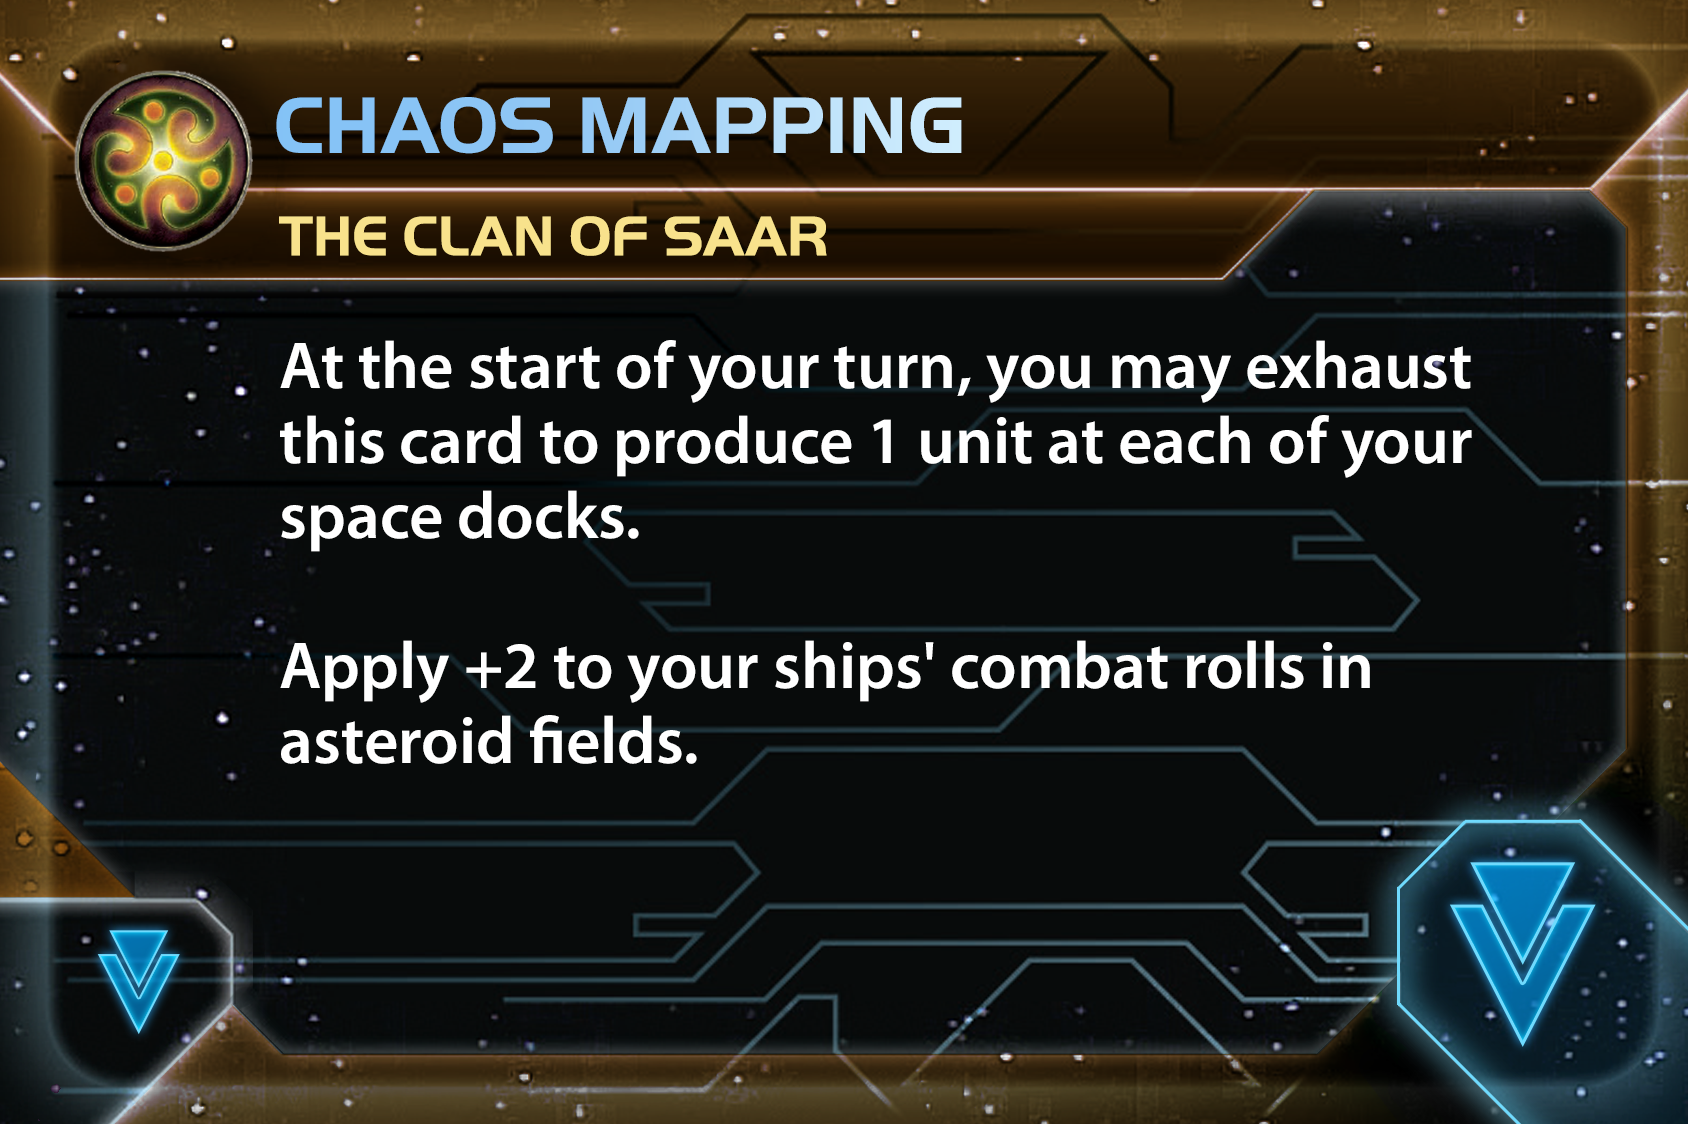 CHAOS MAPPING
THE CLAN OF SAAR
At the start of your turn, you may exhaust
this card to produce 1 unit at each of your
space docks.
Apply +2 to your ships' combat rolls in
asteroid fields.